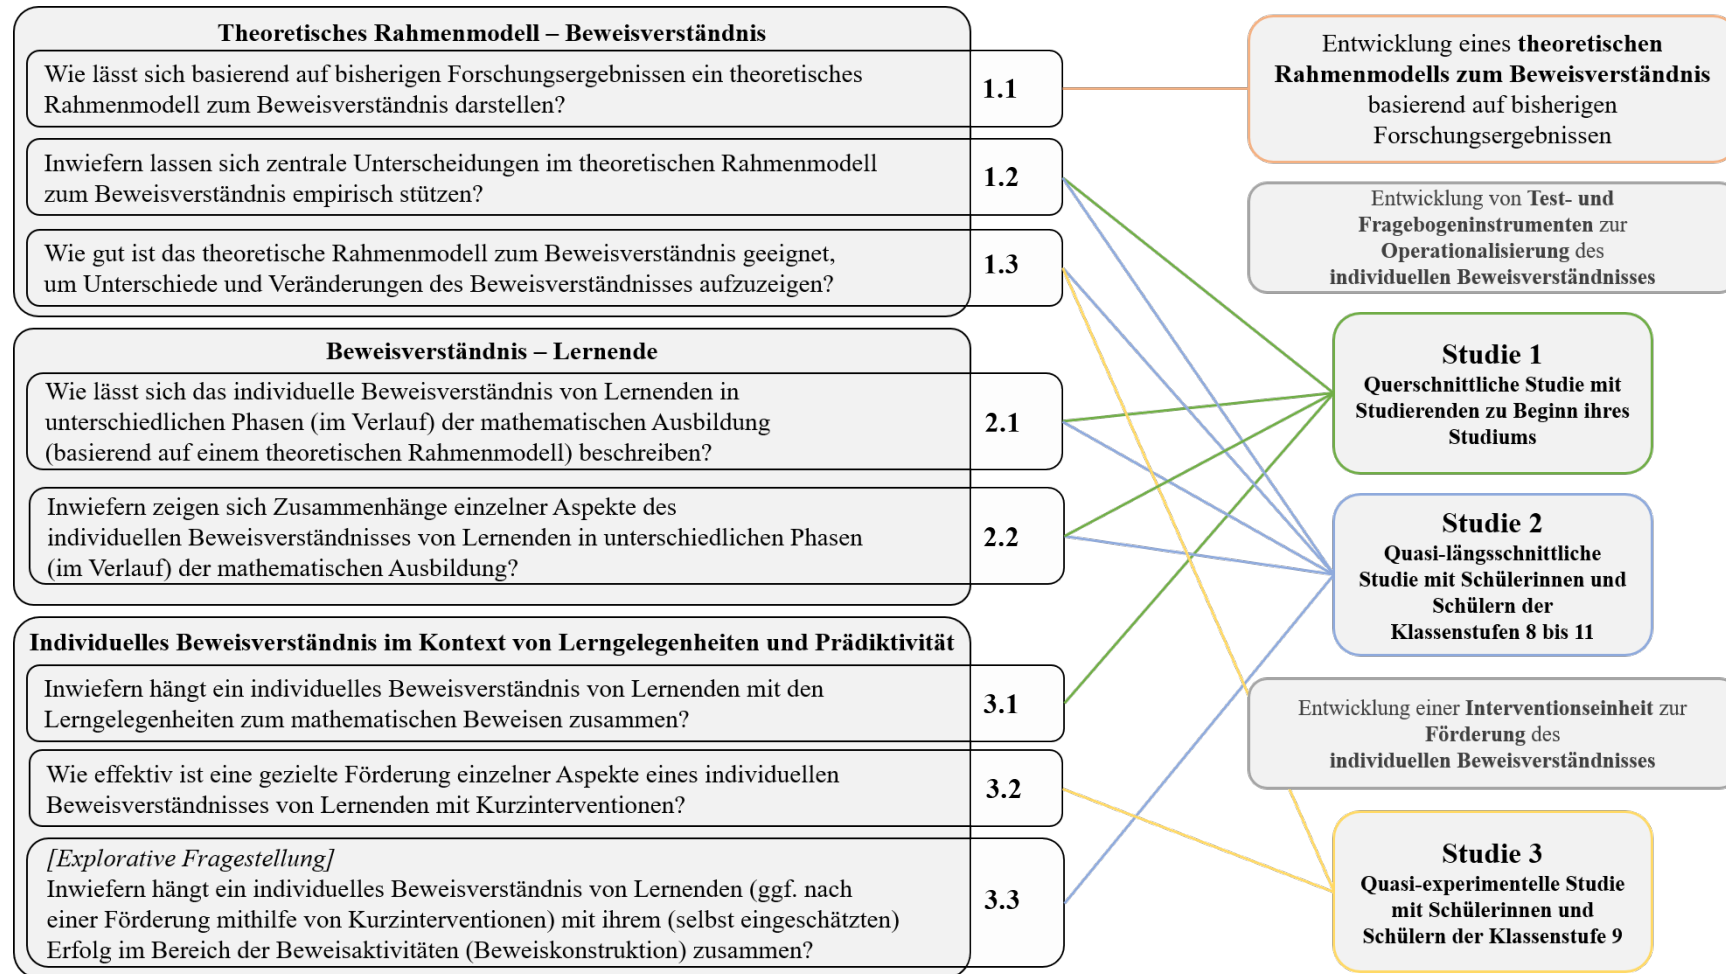 Theoretisches Rahmenmodell – Beweisverständnis
Wie lässt sich basierend auf bisherigen Forschungsergebnissen ein theoretisches
Rahmenmodell zum Beweisverständnis darstellen?
1.1
Inwiefern lassen sich zentrale Unterscheidungen im theoretischen Rahmenmodell
zum Beweisverständnis empirisch stützen?
1.2
Wie gut ist das theoretische Rahmenmodell zum Beweisverständnis geeignet,
um Unterschiede und Veränderungen des Beweisverständnisses aufzuzeigen?
1.3
Beweisverständnis – Lernende
Wie lässt sich das individuelle Beweisverständnis von Lernenden in
unterschiedlichen Phasen (im Verlauf) der mathematischen Ausbildung
(basierend auf einem theoretischen Rahmenmodell) beschreiben?
2.1
Inwiefern zeigen sich Zusammenhänge einzelner Aspekte des
individuellen Beweisverständnisses von Lernenden in unterschiedlichen Phasen
(im Verlauf) der mathematischen Ausbildung?
2.2
Individuelles Beweisverständnis im Kontext von Lerngelegenheiten und Prädiktivität
Inwiefern hängt ein individuelles Beweisverständnis von Lernenden mit den
Lerngelegenheiten zum mathematischen Beweisen zusammen?
3.1
Wie effektiv ist eine gezielte Förderung einzelner Aspekte eines individuellen
Beweisverständnisses von Lernenden mit Kurzinterventionen?
3.2
[Explorative Fragestellung]
Inwiefern hängt ein individuelles Beweisverständnis von Lernenden (ggf. nach
einer Förderung mithilfe von Kurzinterventionen) mit ihrem (selbst eingeschätzten)
Erfolg im Bereich der Beweisaktivitäten (Beweiskonstruktion) zusammen?
3.3
Entwicklung eines theoretischen
Rahmenmodells zum Beweisverständnis
basierend auf bisherigen
Forschungsergebnissen
Entwicklung von Test- und
Fragebogeninstrumenten zur
Operationalisierung des
individuellen Beweisverständnisses
Studie 1
Querschnittliche Studie mit
Studierenden zu Beginn ihres
Studiums
Studie 2
Quasi-längsschnittliche
Studie mit Schülerinnen und
Schülern der
Klassenstufen 8 bis 11
Entwicklung einer Interventionseinheit zur
Förderung des
individuellen Beweisverständnisses
Studie 3
Quasi-experimentelle Studie
mit Schülerinnen und
Schülern der Klassenstufe 9